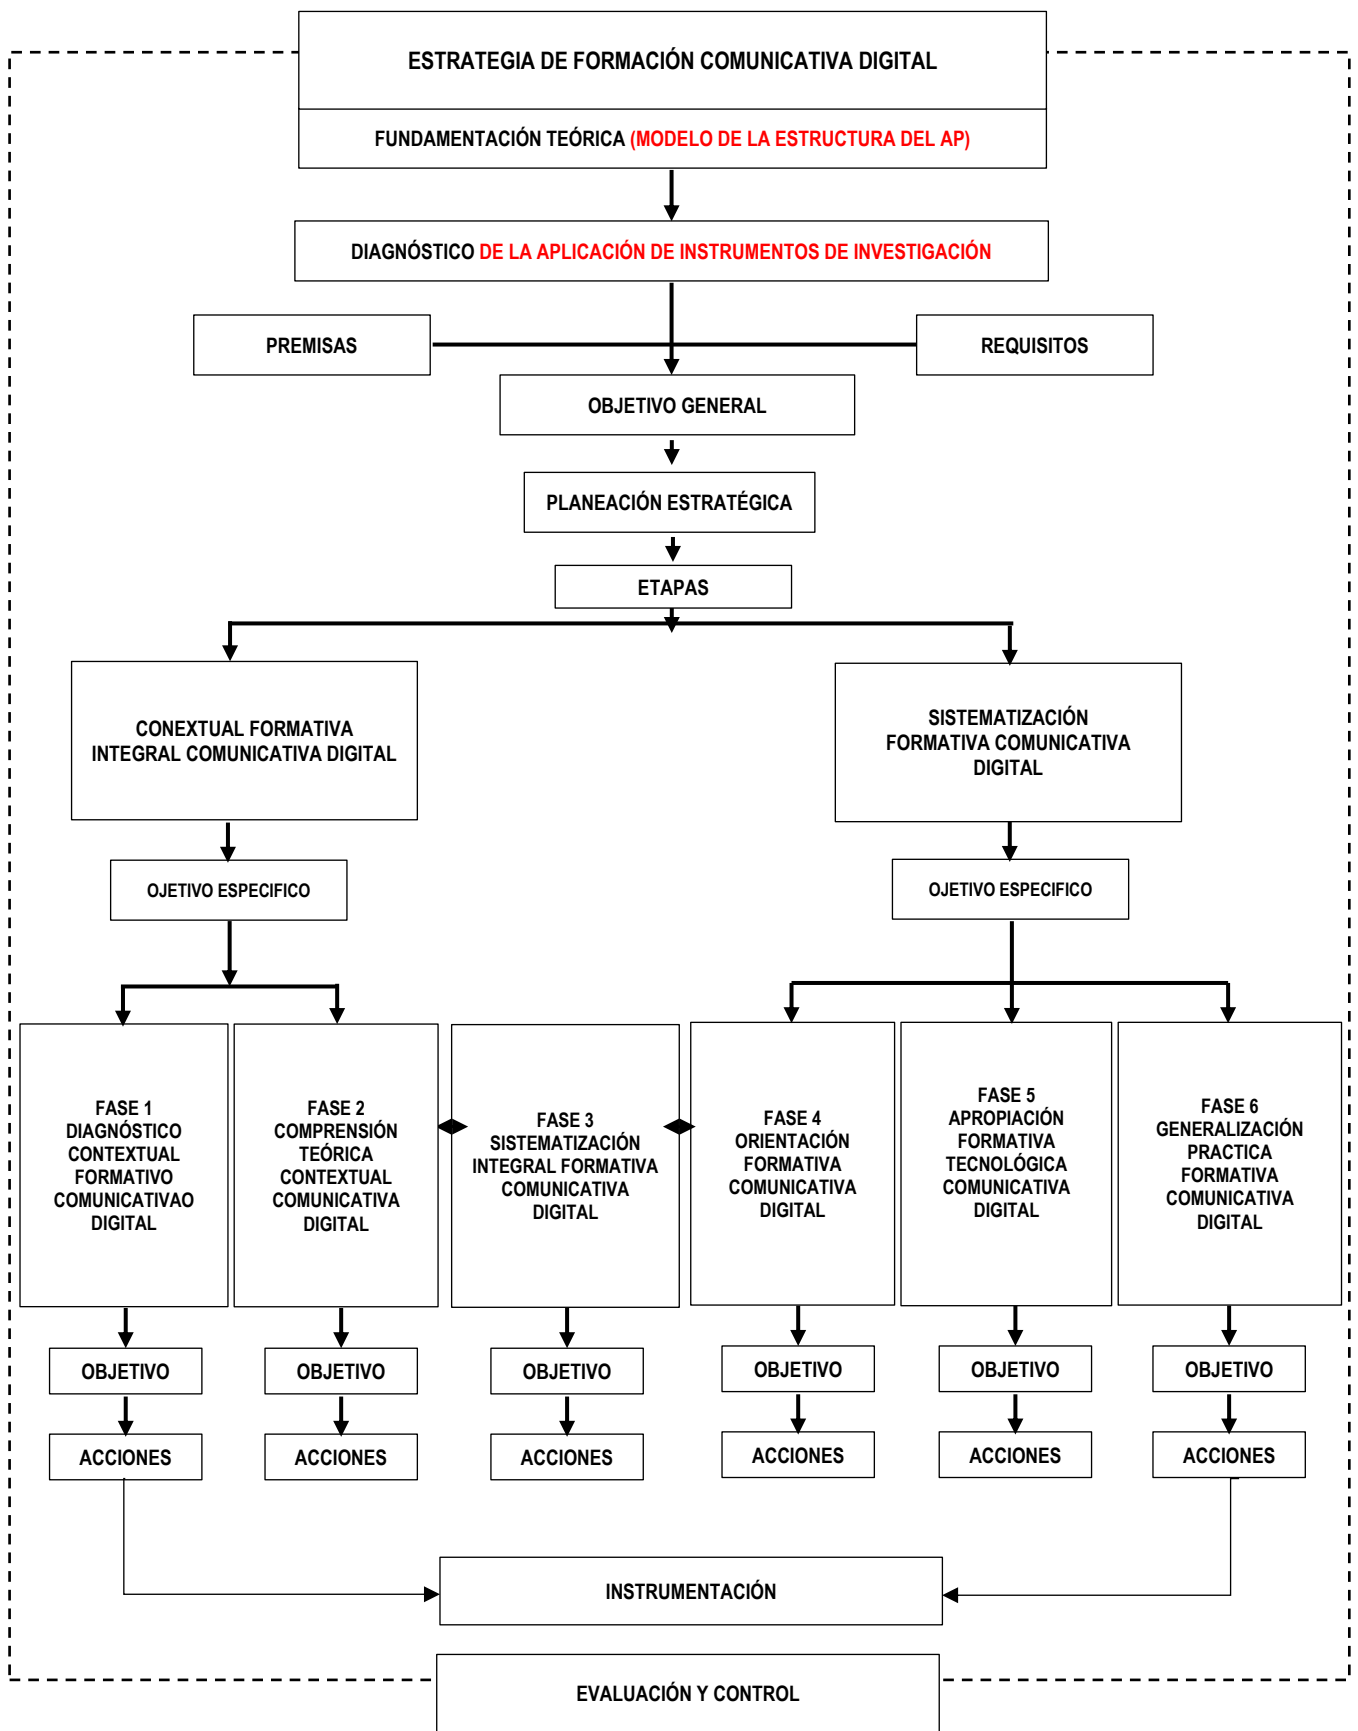 ESTRATEGIA DE FORMACIÓN COMUNICATIVA DIGITAL
FUNDAMENTACIÓN TEÓRICA (MODELO DE LA ESTRUCTURA DEL AP)
DIAGNÓSTICO DE LA APLICACIÓN DE INSTRUMENTOS DE INVESTIGACIÓN
PREMISAS
REQUISITOS
OBJETIVO GENERAL
PLANEACIÓN ESTRATÉGICA
ETAPAS
CONEXTUAL FORMATIVA
INTEGRAL COMUNICATIVA DIGITAL
SISTEMATIZACIÓN
FORMATIVA COMUNICATIVA
DIGITAL
OJETIVO ESPECIFICO
OJETIVO ESPECIFICO
FASE 1
DIAGNÓSTICO
CONTEXTUAL
FORMATIVO
COMUNICATIVAO
DIGITAL
FASE 2
COMPRENSIÓN
TEÓRICA
CONTEXTUAL
COMUNICATIVA
DIGITAL
FASE 3
SISTEMATIZACIÓN
INTEGRAL FORMATIVA
COMUNICATIVA
DIGITAL
FASE 4
ORIENTACIÓN
FORMATIVA
COMUNICATIVA
DIGITAL
FASE 5
APROPIACIÓN
FORMATIVA
TECNOLÓGICA
COMUNICATIVA
DIGITAL
FASE 6
GENERALIZACIÓN
PRACTICA
FORMATIVA
COMUNICATIVA
DIGITAL
OBJETIVO
OBJETIVO
OBJETIVO
OBJETIVO
OBJETIVO
OBJETIVO
ACCIONES
ACCIONES
ACCIONES
ACCIONES
ACCIONES
ACCIONES
INSTRUMENTACIÓN
EVALUACIÓN Y CONTROL